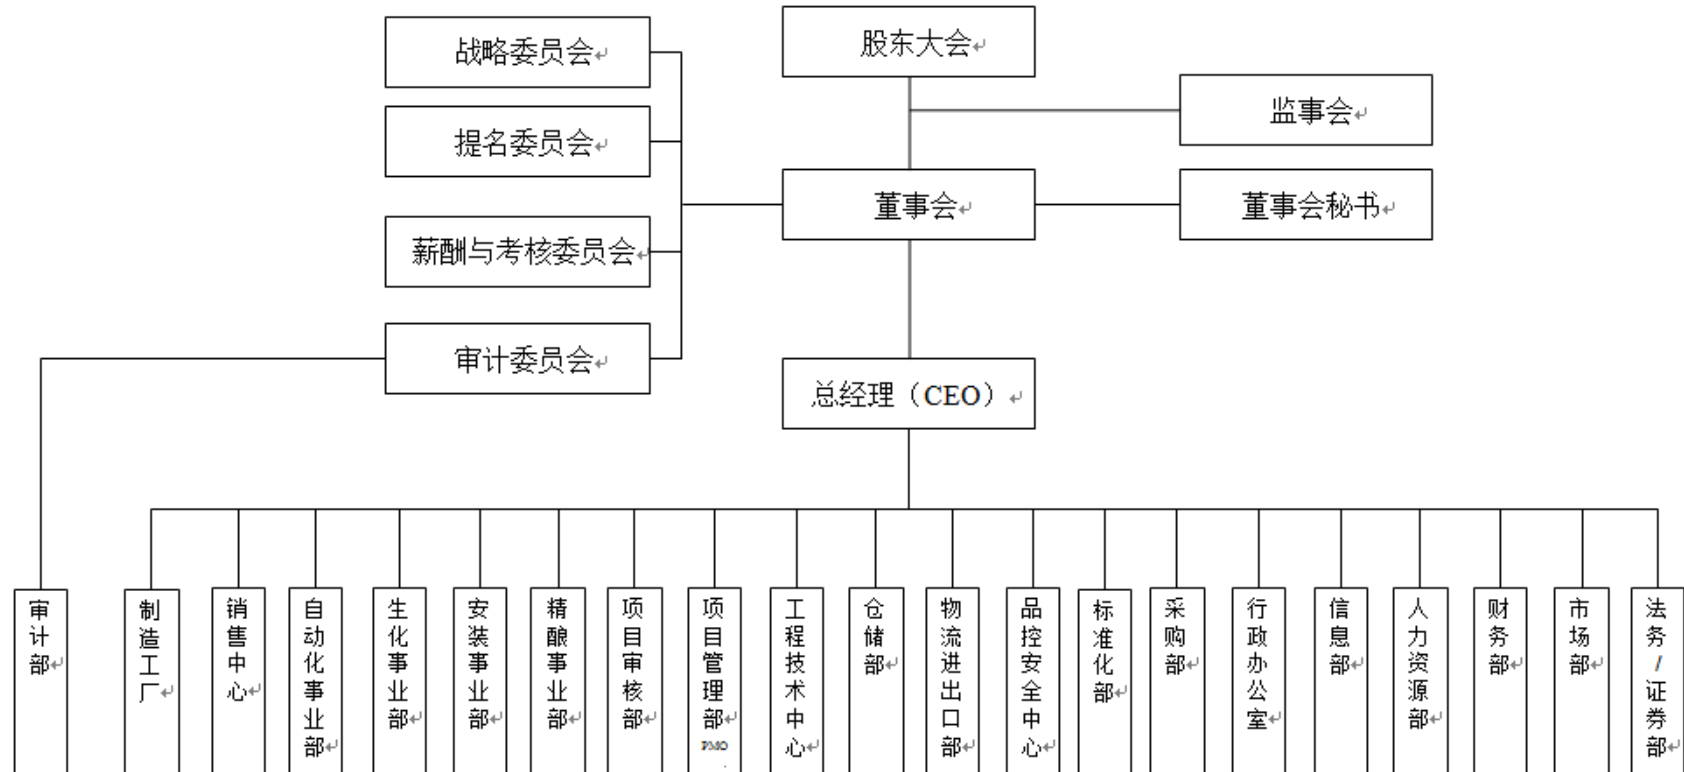 战略委员会
股东大会
提名委员会
监事会
薪酬与考核委员会
董事会
董事会秘书
审计委员会
总经理（CEO）
审计部
制造工厂
销售中心
自动化事业部
生化事业部
安装事业部
精酿事业部
项目审核部
项目管理部
PMO
工程技术中心
仓储部
物流进出口部
品控安全中心
标准化部
采购部
行政办公室
信息部
人力资源部
财务部
市场部
法务/证券部